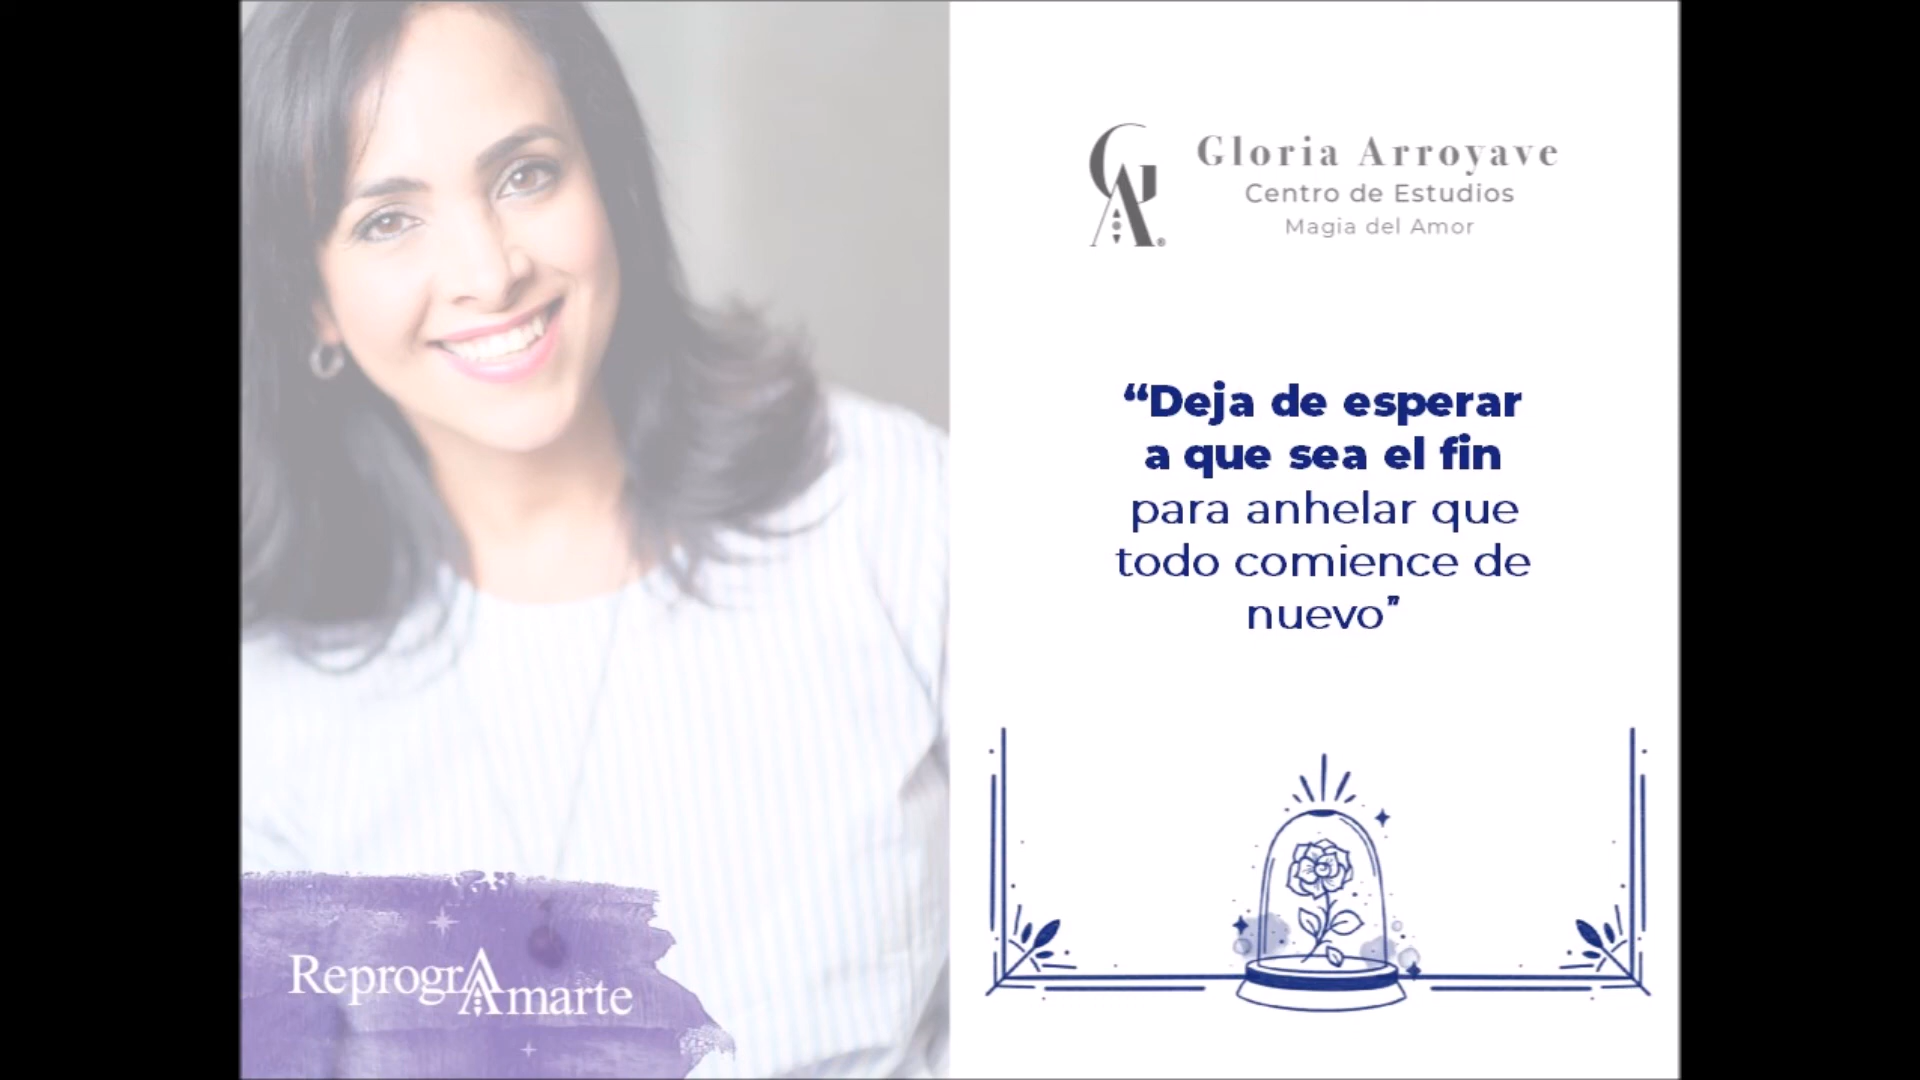 Gloria Arroyave
Centro de Estudios
Magia del Amor
“Deja de esperar
a que sea el fin
para anhelar que
todo comience de
nuevo”
ReprogrAmarte